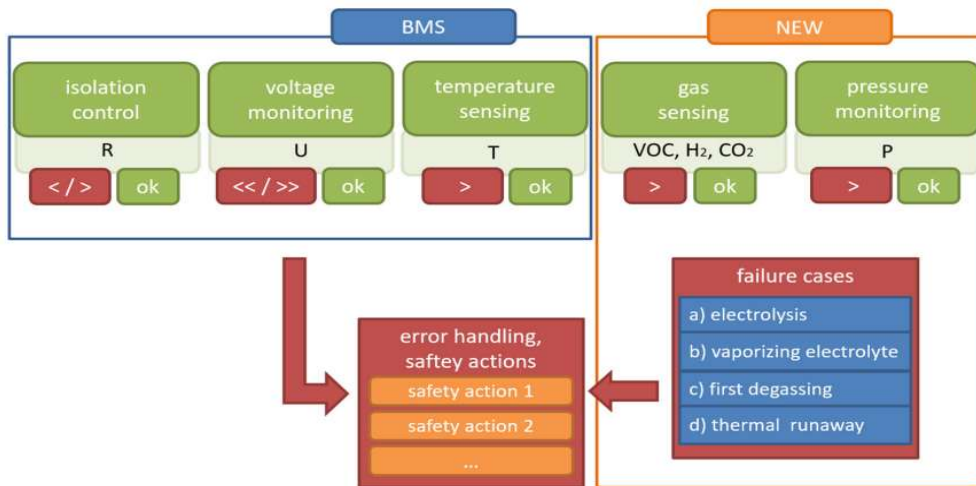 BMS
NEW
isolation
control
voltage
monitoring
temperature
sensing
gas
sensing
pressure
monitoring
R
U
T
VOC, H₂, CO₂
P
< / >
ok
<< / >>
ok
>
ok
>
ok
>
ok
failure cases
a) electrolysis
b) vaporizing electrolyte
c) first degassing
d) thermal runaway
error handling,
saftey actions
safety action 1
safety action 2
...